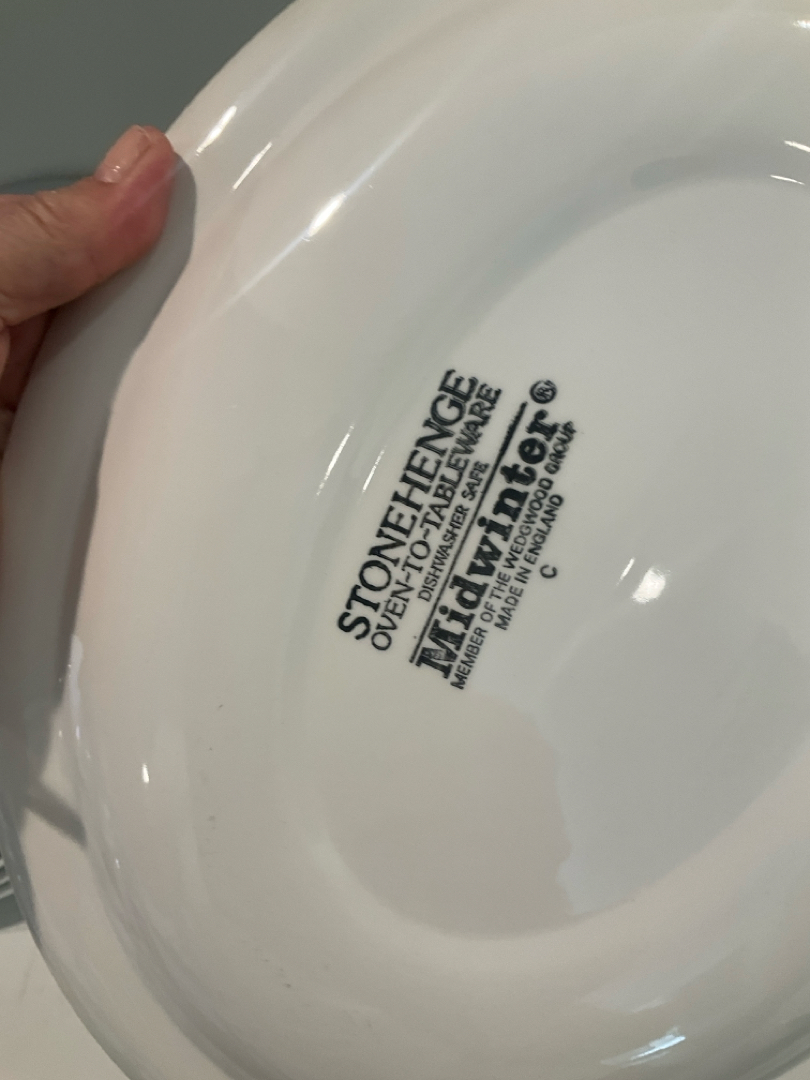 STONEHENGE
OVEN-TO-TABLEWARE
DISHWASHER SAFE
Midwinter®
MEMBER OF THE WEDGWOOD GROUP
MADE IN ENGLAND
C